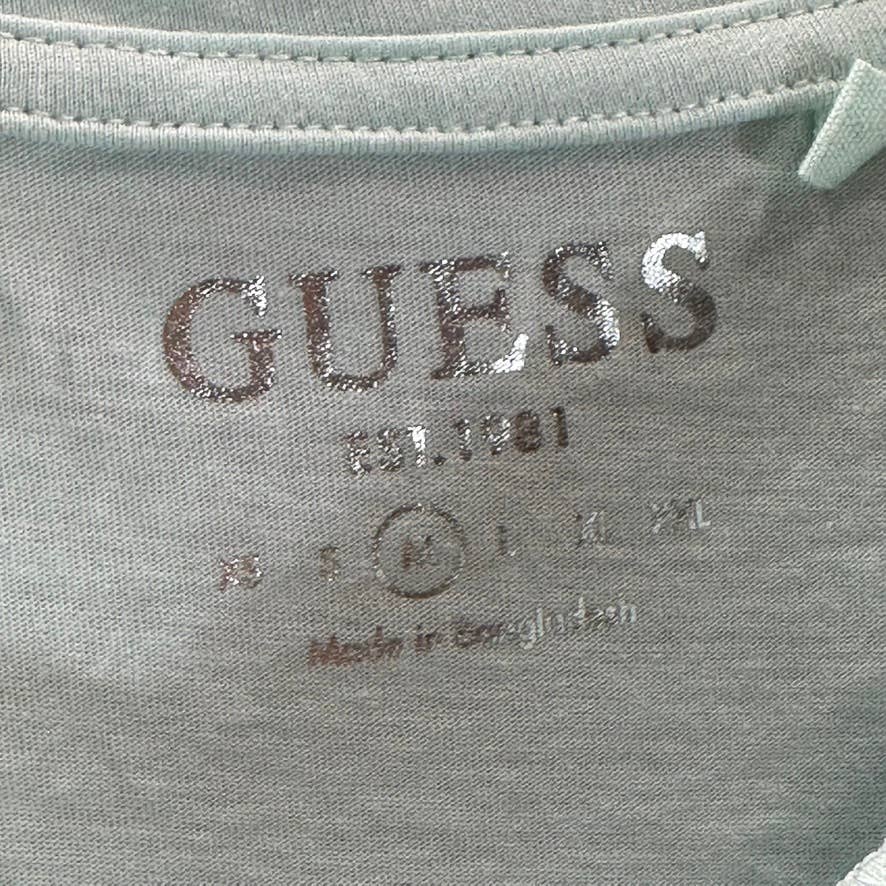 GUESS
EST.1981
XS S M L XL XXL
Made in Bangladesh